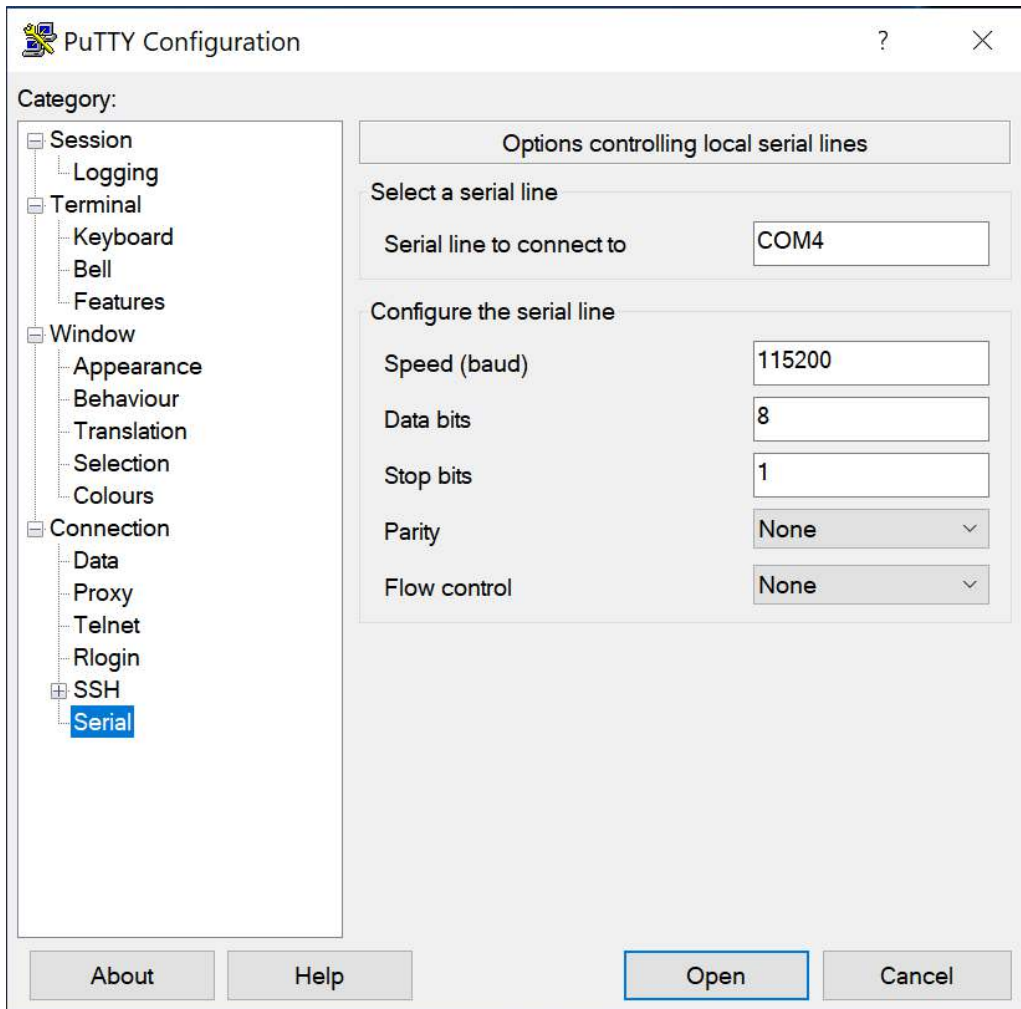 PuTTY Configuration
?
Category:
Session
Logging
Terminal
Keyboard
Bell
Features
Window
Appearance
Behaviour
Translation
Selection
Colours
Connection
Data
Proxy
Telnet
Rlogin
SSH
Serial
Options controlling local serial lines
Select a serial line
Serial line to connect to COM4
Configure the serial line
Speed (baud) 115200
Data bits 8
Stop bits 1
Parity None
Flow control None
About Help Open Cancel